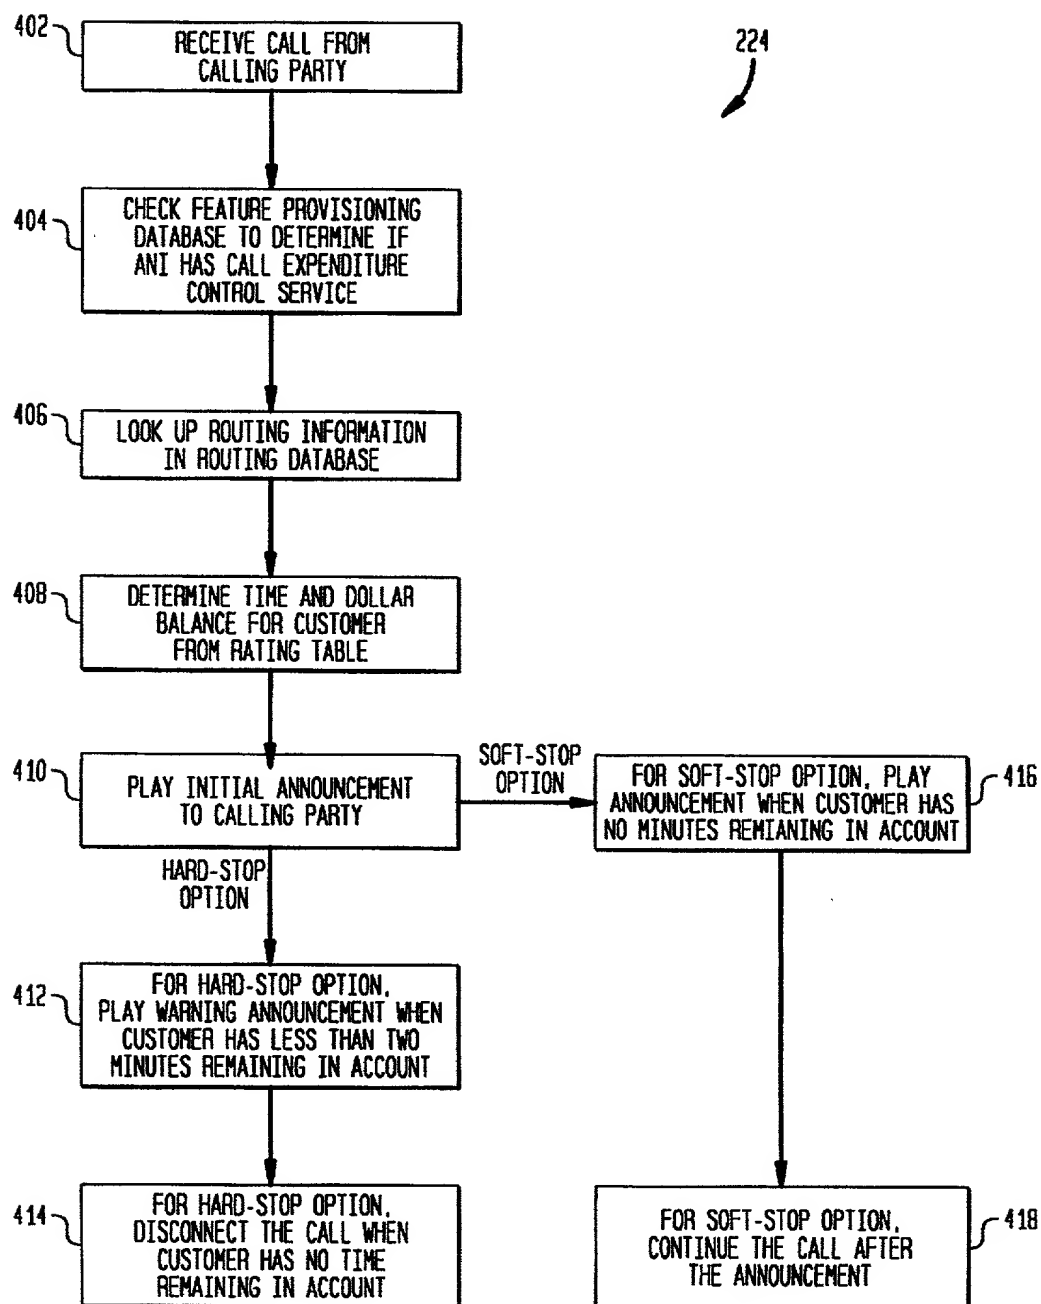 402
RECEIVE CALL FROM
CALLING PARTY
224
404
CHECK FEATURE PROVISIONING
DATABASE TO DETERMINE IF
ANI HAS CALL EXPENDITURE
CONTROL SERVICE
406
LOOK UP ROUTING INFORMATION
IN ROUTING DATABASE
408
DETERMINE TIME AND DOLLAR
BALANCE FOR CUSTOMER
FROM RATING TABLE
410
PLAY INITIAL ANNOUNCEMENT
TO CALLING PARTY
SOFT-STOP
OPTION
416
FOR SOFT-STOP OPTION, PLAY
ANNOUNCEMENT WHEN CUSTOMER HAS
NO MINUTES REMIANING IN ACCOUNT
HARD-STOP
OPTION
412
FOR HARD-STOP OPTION,
PLAY WARNING ANNOUNCEMENT WHEN
CUSTOMER HAS LESS THAN TWO
MINUTES REMAINING IN ACCOUNT
414
FOR HARD-STOP OPTION,
DISCONNECT THE CALL WHEN
CUSTOMER HAS NO TIME
REMAINING IN ACCOUNT
418
FOR SOFT-STOP OPTION,
CONTINUE THE CALL AFTER
THE ANNOUNCEMENT